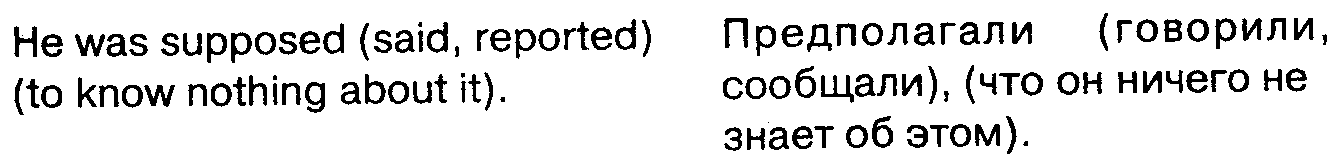 He was supposed (said, reported)
(to know nothing about it).
Предполагали (говорили,
сообщали), (что он ничего не
знает об этом).